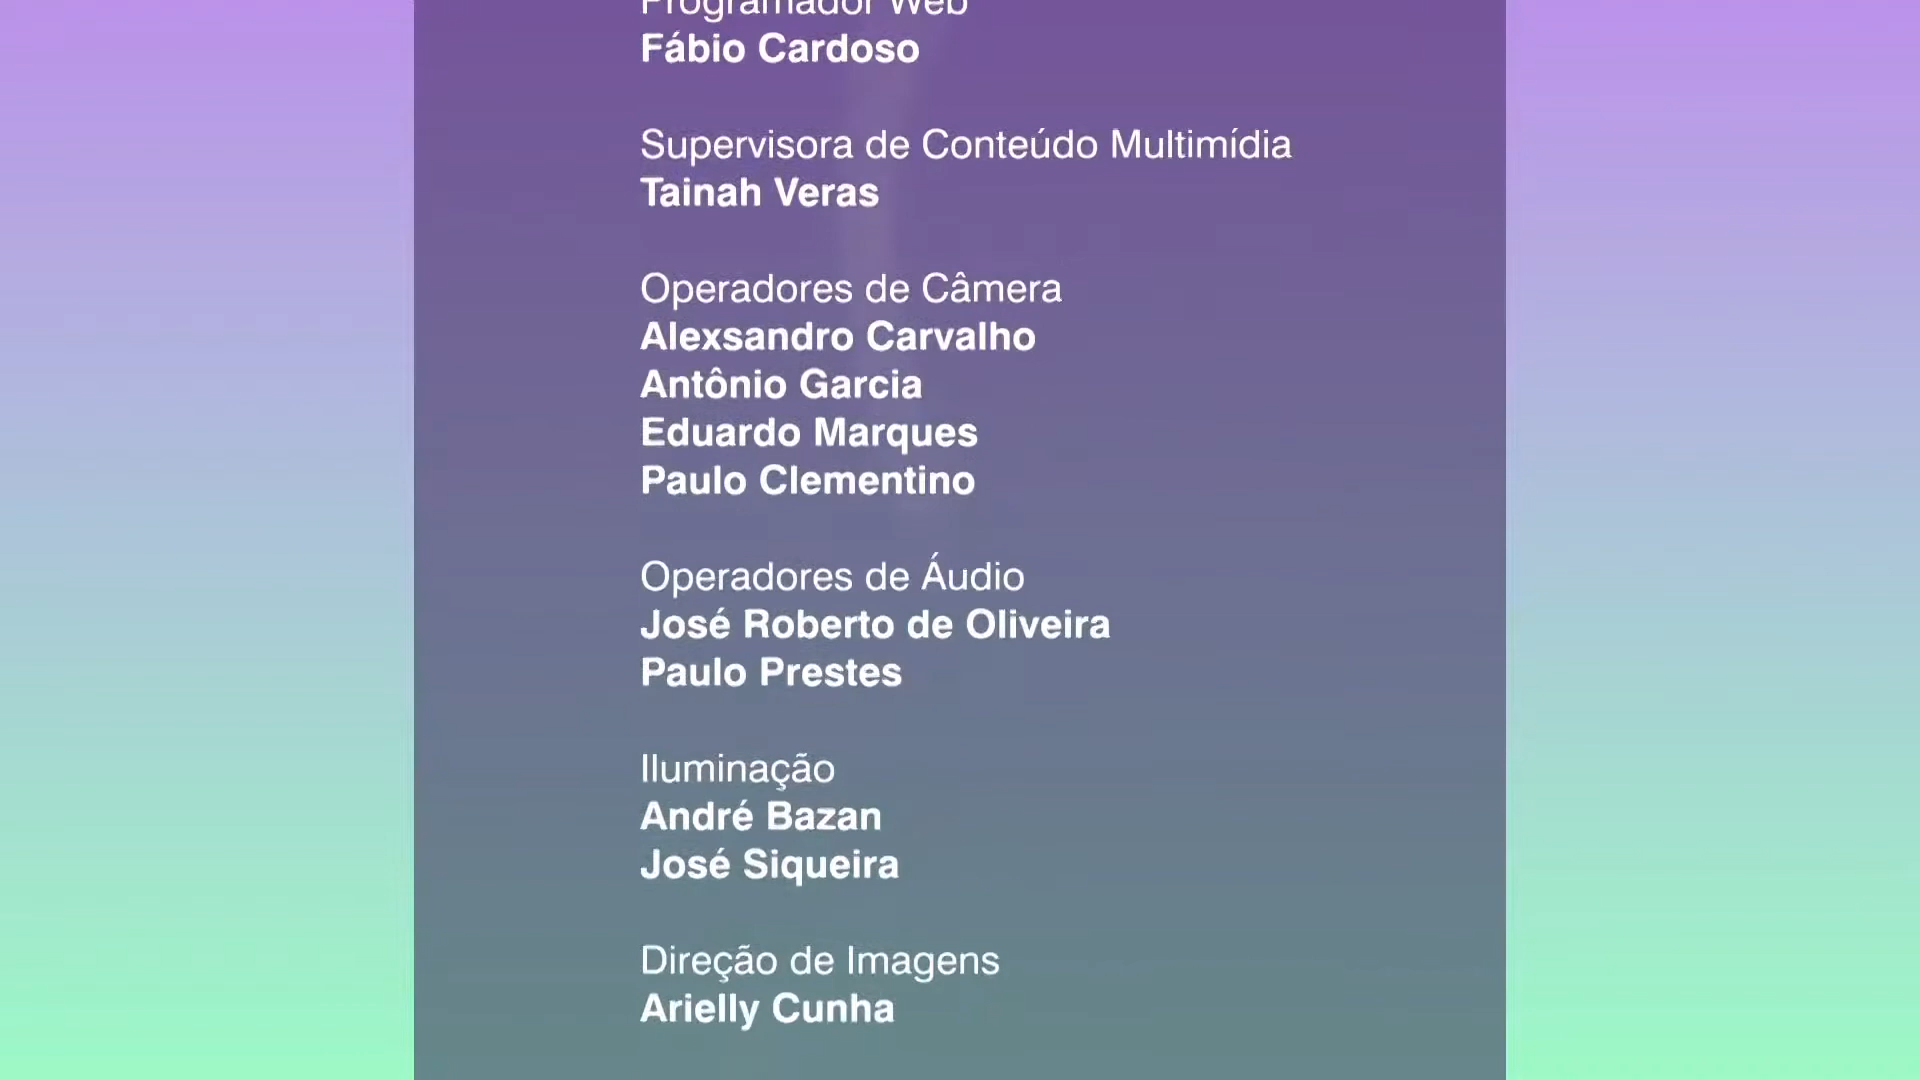 Programador Web
Fábio Cardoso
Supervisora de Conteúdo Multimídia
Tainah Veras
Operadores de Câmera
Alexsandro Carvalho
Antônio Garcia
Eduardo Marques
Paulo Clementino
Operadores de Áudio
José Roberto de Oliveira
Paulo Prestes
Iluminação
André Bazan
José Siqueira
Direção de Imagens
Arielly Cunha